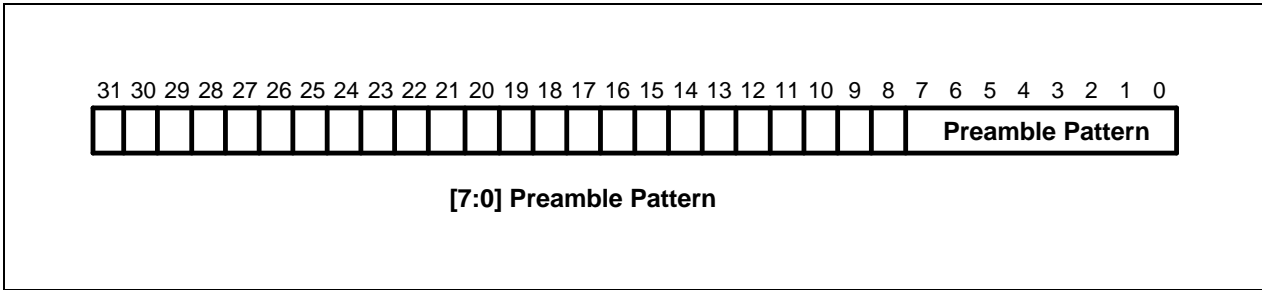 31 30 29 28 27 26 25 24 23 22 21 20 19 18 17 16 15 14 13 12 11 10 9 8 7 6 5 4 3 2 1 0
Preamble Pattern
[7:0] Preamble Pattern